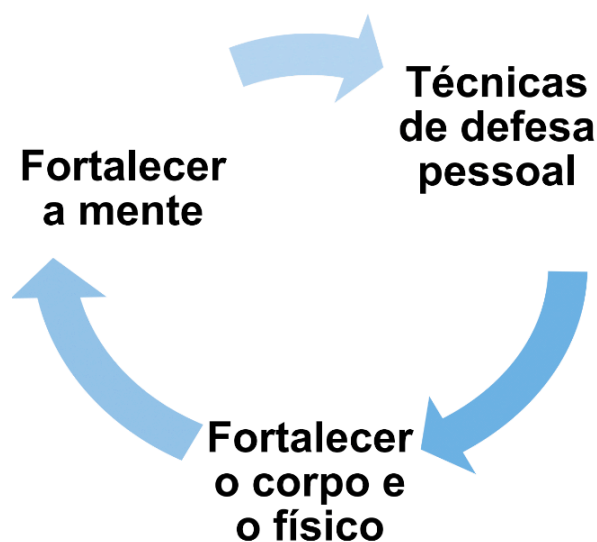 Técnicas
de defesa
pessoal
Fortalecer
a mente
Fortalecer
o corpo e
o físico